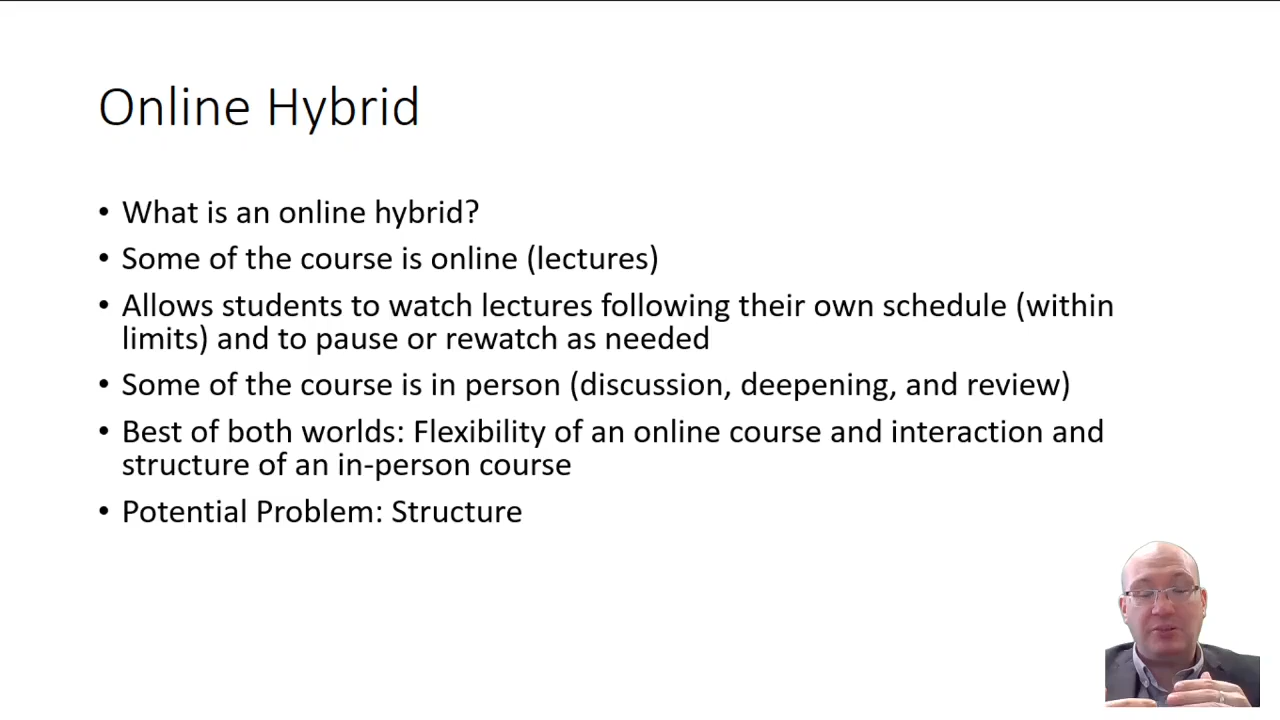 Online Hybrid
• What is an online hybrid?
• Some of the course is online (lectures)
• Allows students to watch lectures following their own schedule (within
limits) and to pause or rewatch as needed
• Some of the course is in person (discussion, deepening, and review)
• Best of both worlds: Flexibility of an online course and interaction and
structure of an in-person course
• Potential Problem: Structure